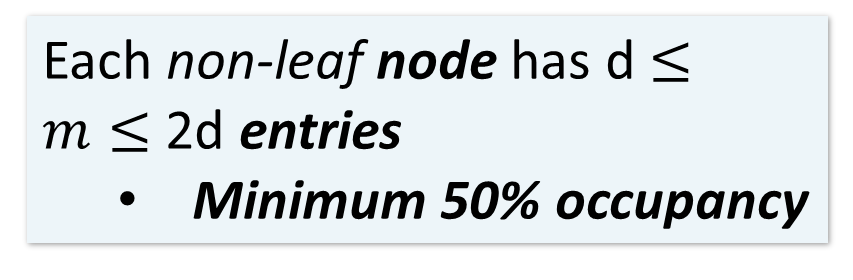 Each non-leaf node has d ≤
m ≤ 2d entries
• Minimum 50% occupancy